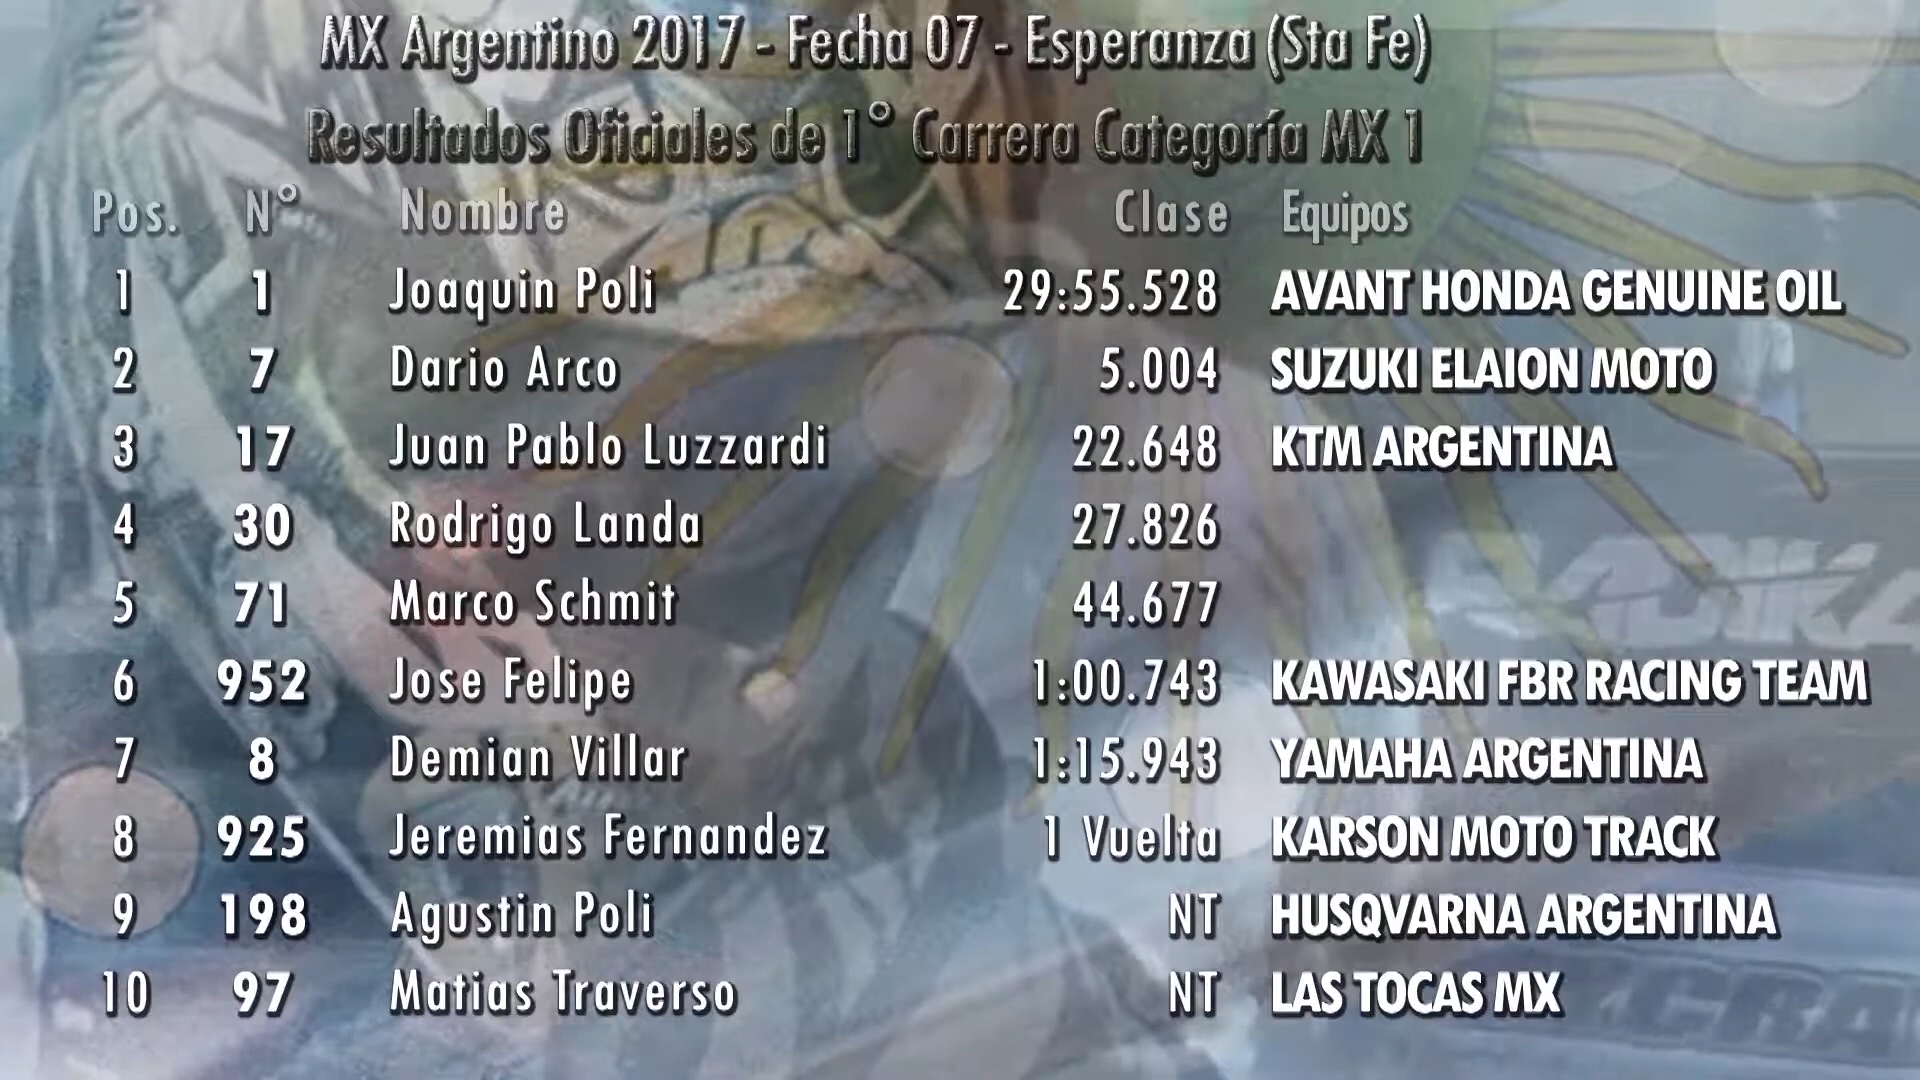 MX Argentino 2017 - Fecha 07 - Esperanza (Sta Fe)
Resultados Oficiales de 1° Carrera Categoría MX 1
Pos. N° Nombre Clase Equipos
1 1 Joaquin Poli 29:55.528 AVANT HONDA GENUINE OIL
2 7 Dario Arco 5.004 SUZUKI ELAION MOTO
3 17 Juan Pablo Luzzardi 22.648 KTM ARGENTINA
4 30 Rodrigo Landa 27.826
5 71 Marco Schmit 44.677
6 952 Jose Felipe 1:00.743 KAWASAKI FBR RACING TEAM
7 8 Demian Villar 1:15.943 YAMAHA ARGENTINA
8 925 Jeremias Fernandez 1 Vuelta KARSON MOTO TRACK
9 198 Agustin Poli NT HUSQVARNA ARGENTINA
10 97 Matias Traverso NT LAS TOCAS MX